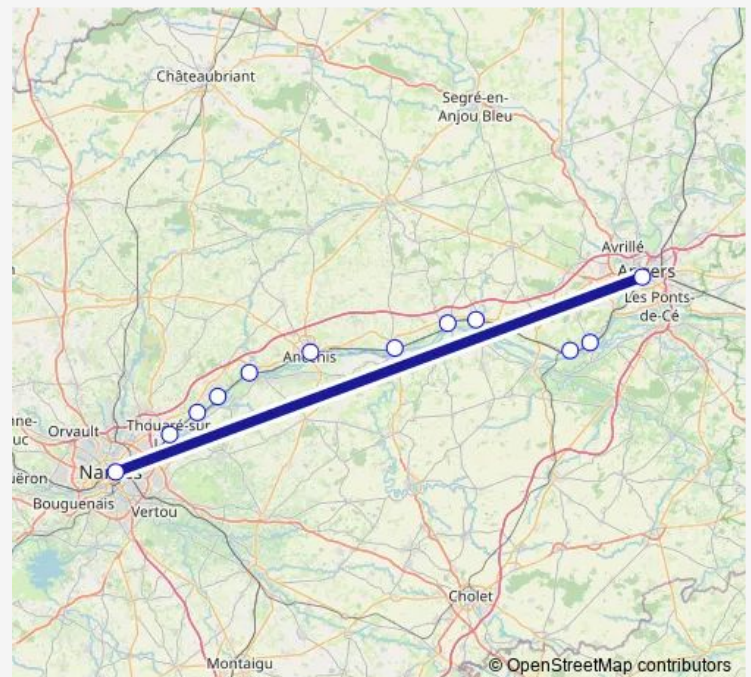 Châteaubriant
Segré-en-
Anjou Bleu
Avrillé
Les Ponts-
de-Cé
Thouaré-sur
Orvault
Bouguenais
Vertou
Cholet
Montaigu
© OpenStreetMap contributors